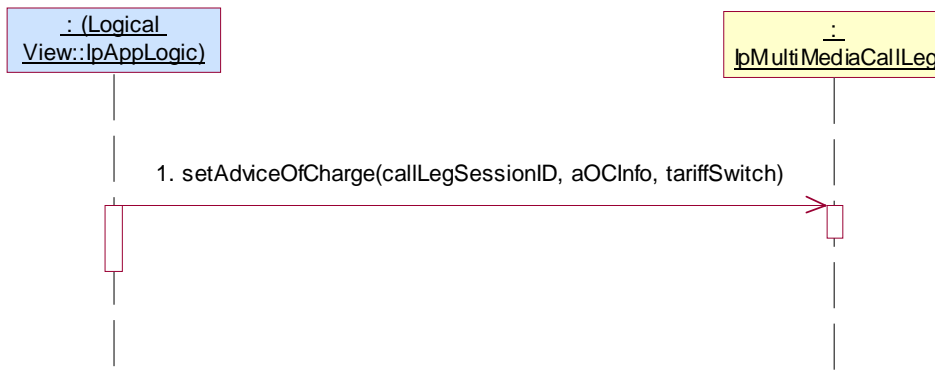 : (Logical
View::IpAppLogic)
:
IpMultiMediaCallLeg
1. setAdviceOfCharge(callLegSessionID, aOCInfo, tariffSwitch)